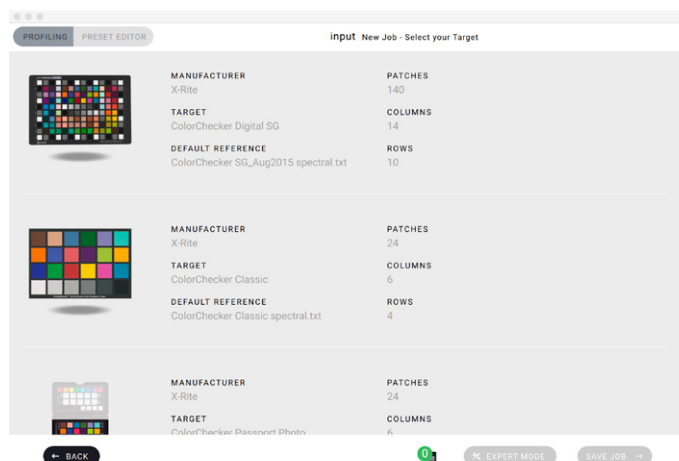 PROFILING PRESET EDITOR input New Job - Select your Target
MANUFACTURER PATCHES
X-Rite 140
TARGET COLUMNS
ColorChecker Digital SG 14
DEFAULT REFERENCE ROWS
ColorChecker SG_Aug2015 spectral.txt 10
MANUFACTURER PATCHES
X-Rite 24
TARGET COLUMNS
ColorChecker Classic 6
DEFAULT REFERENCE ROWS
ColorChecker Classic spectral.txt 4
MANUFACTURER PATCHES
X-Rite 24
TARGET COLUMNS
ColorChecker Passport Photo 6
← BACK 0 EXPERT MODE SAVE JOB →